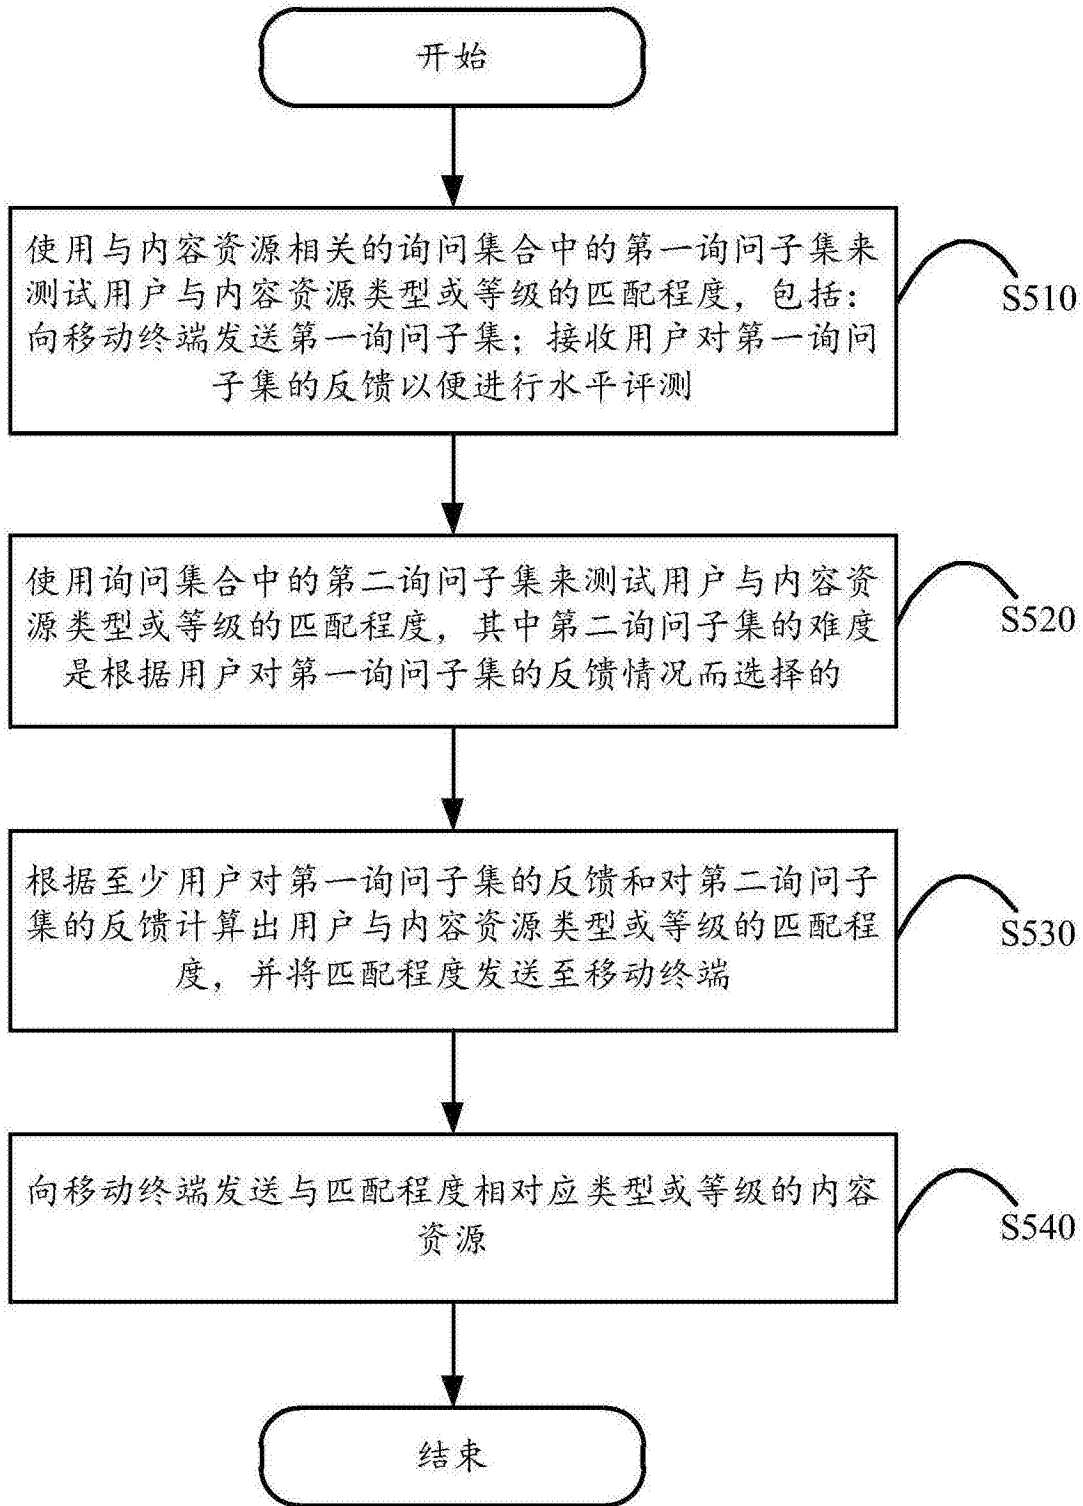 开始
使用与内容资源相关的询问集合中的第一询问子集来
测试用户与内容资源类型或等级的匹配程度，包括：
向移动终端发送第一询问子集；接收用户对第一询问
子集的反馈以便进行水平评测
S510
使用询问集合中的第二询问子集来测试用户与内容资
源类型或等级的匹配程度，其中第二询问子集的难度
是根据用户对第一询问子集的反馈情况而选择的
S520
根据至少用户对第一询问子集的反馈和对第二询问子
集的反馈计算出用户与内容资源类型或等级的匹配程
度，并将匹配程度发送至移动终端
S530
向移动终端发送与匹配程度相对应类型或等级的内容
资源
S540
结束